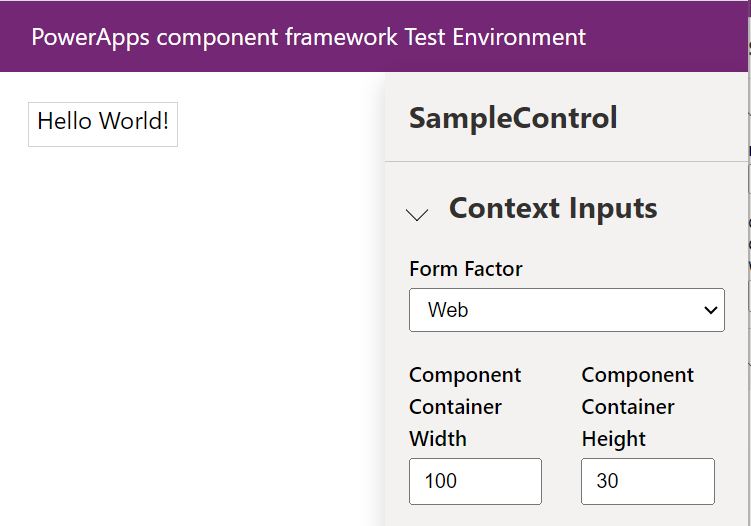 PowerApps component framework Test Environment
Hello World!
SampleControl
Context Inputs
Form Factor
Web
Component
Container
Width
Component
Container
Height
100
30